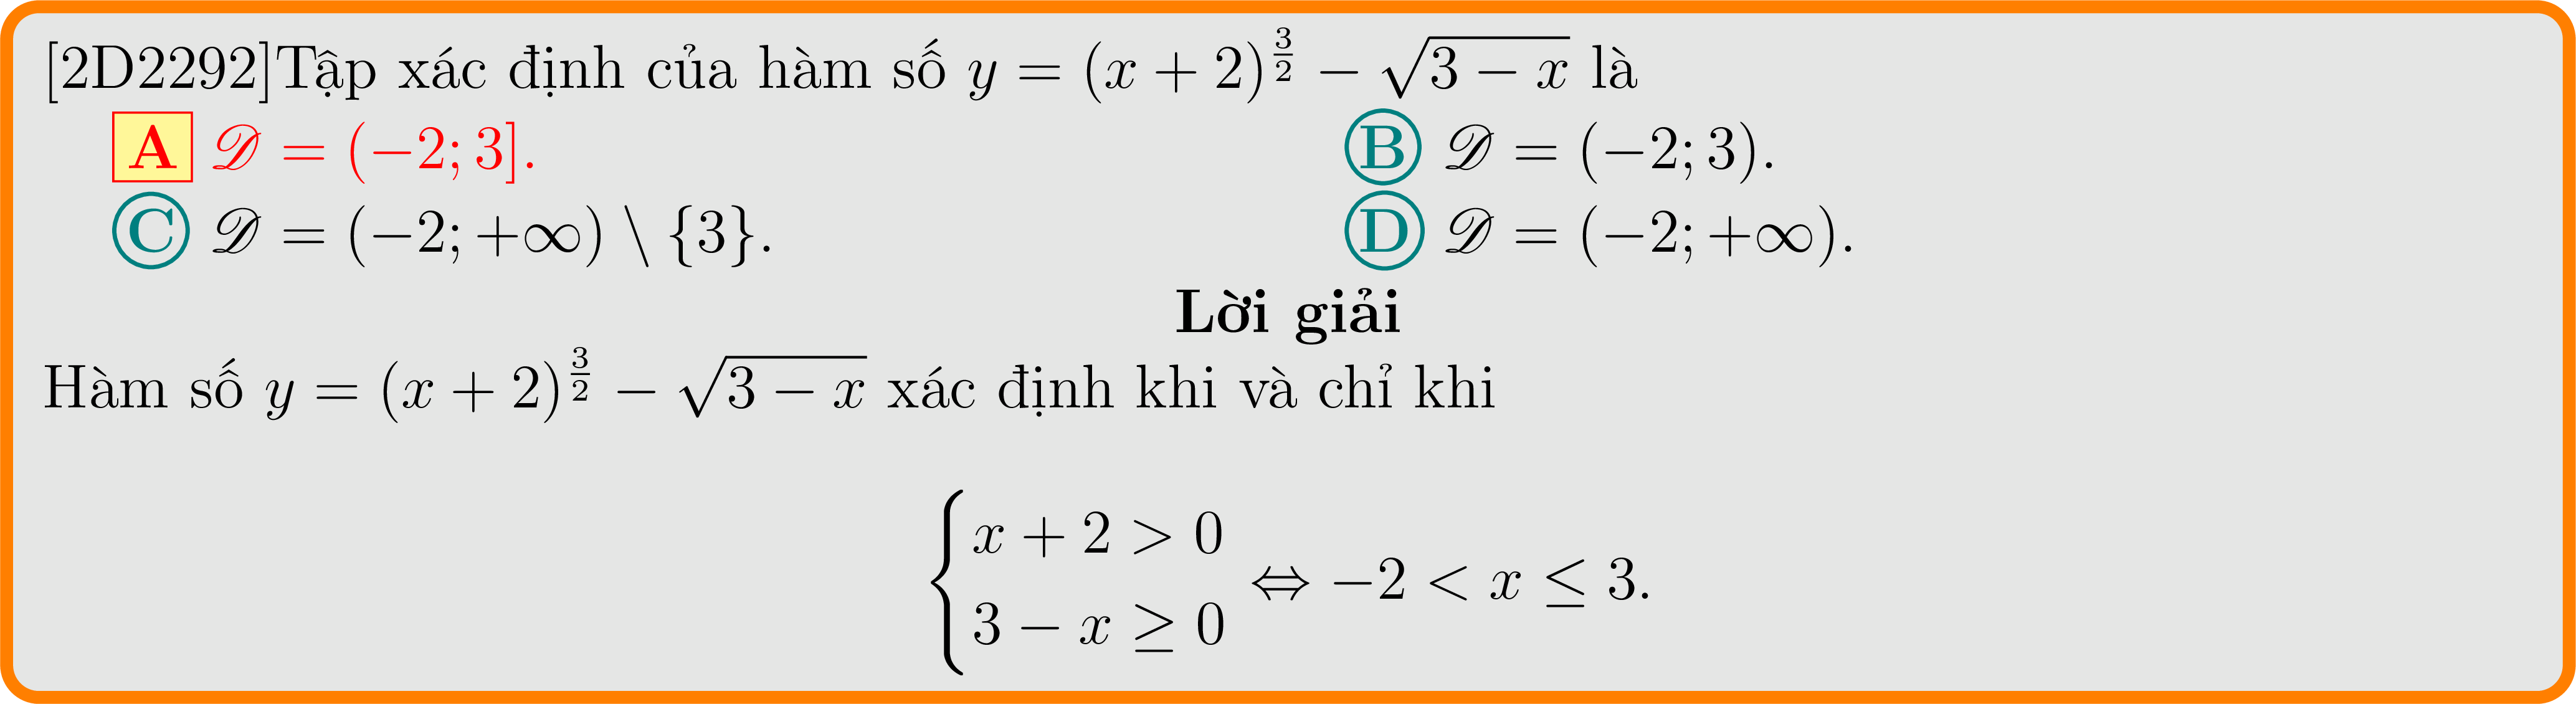 [2D2292]Tập xác định của hàm số $y = (x + 2)^{\frac{3}{2}} - \sqrt{3 - x}$ là
A $\mathscr{D} = (-2; 3]$. B $\mathscr{D} = (-2; 3)$.
C $\mathscr{D} = (-2; +\infty) \setminus \{3\}$. D $\mathscr{D} = (-2; +\infty)$.
Lời giải
Hàm số $y = (x + 2)^{\frac{3}{2}} - \sqrt{3 - x}$ xác định khi và chỉ khi
$\begin{cases} x + 2 > 0 \\ 3 - x \geq 0 \end{cases} \Leftrightarrow -2 < x \leq 3.$